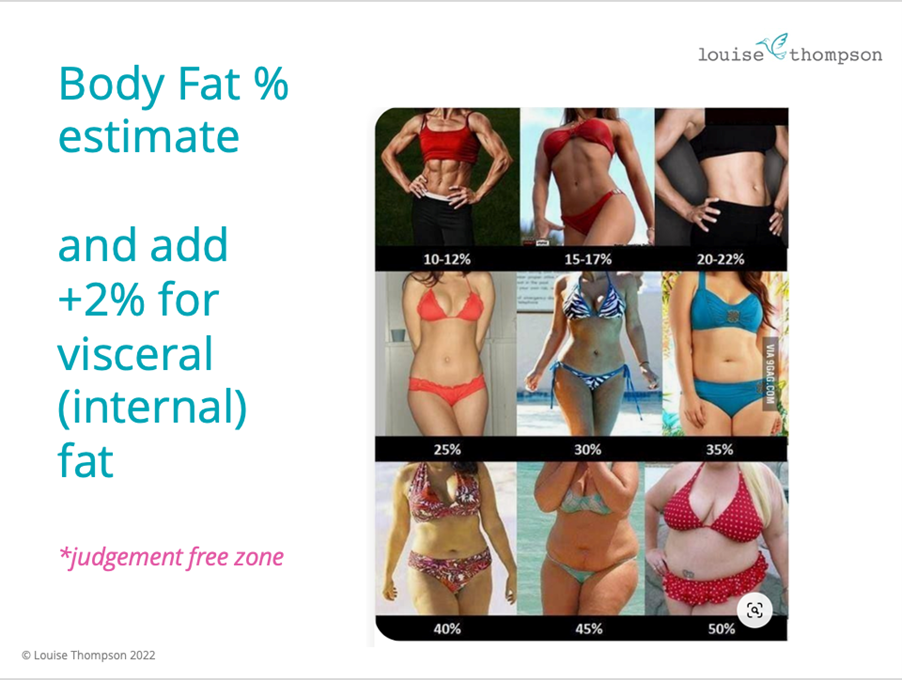 louise thompson
Body Fat %
estimate
and add
+2% for
visceral
(internal)
fat
*judgement free zone
10-12%
15-17%
20-22%
25%
30%
35%
VIA 9GAG.COM
40%
45%
50%
© Louise Thompson 2022